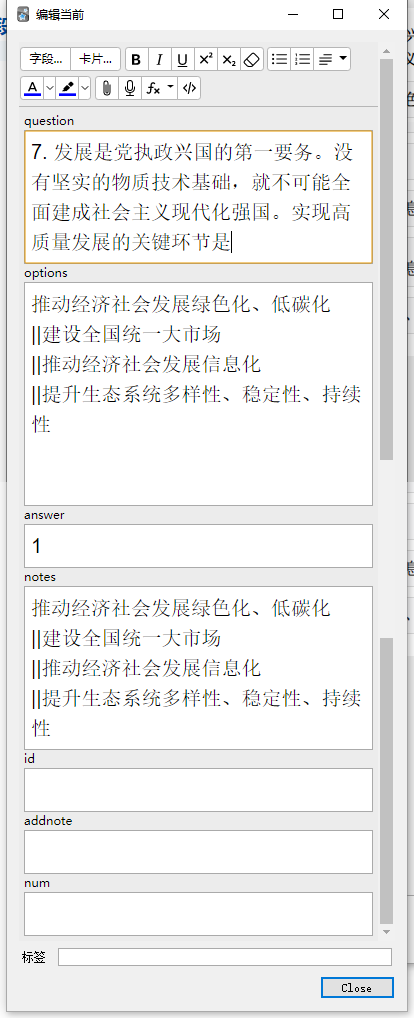 编辑当前
字段... 卡片... B I U x² x₂
A fx </>
question
7. 发展是党执政兴国的第一要务。没
有坚实的物质技术基础，就不可能全
面建成社会主义现代化强国。实现高
质量发展的关键环节是
options
推动经济社会发展绿色化、低碳化
||建设全国统一大市场
||推动经济社会发展信息化
||提升生态系统多样性、稳定性、持续
性
answer
1
notes
推动经济社会发展绿色化、低碳化
||建设全国统一大市场
||推动经济社会发展信息化
||提升生态系统多样性、稳定性、持续
性
id
addnote
num
标签
Close